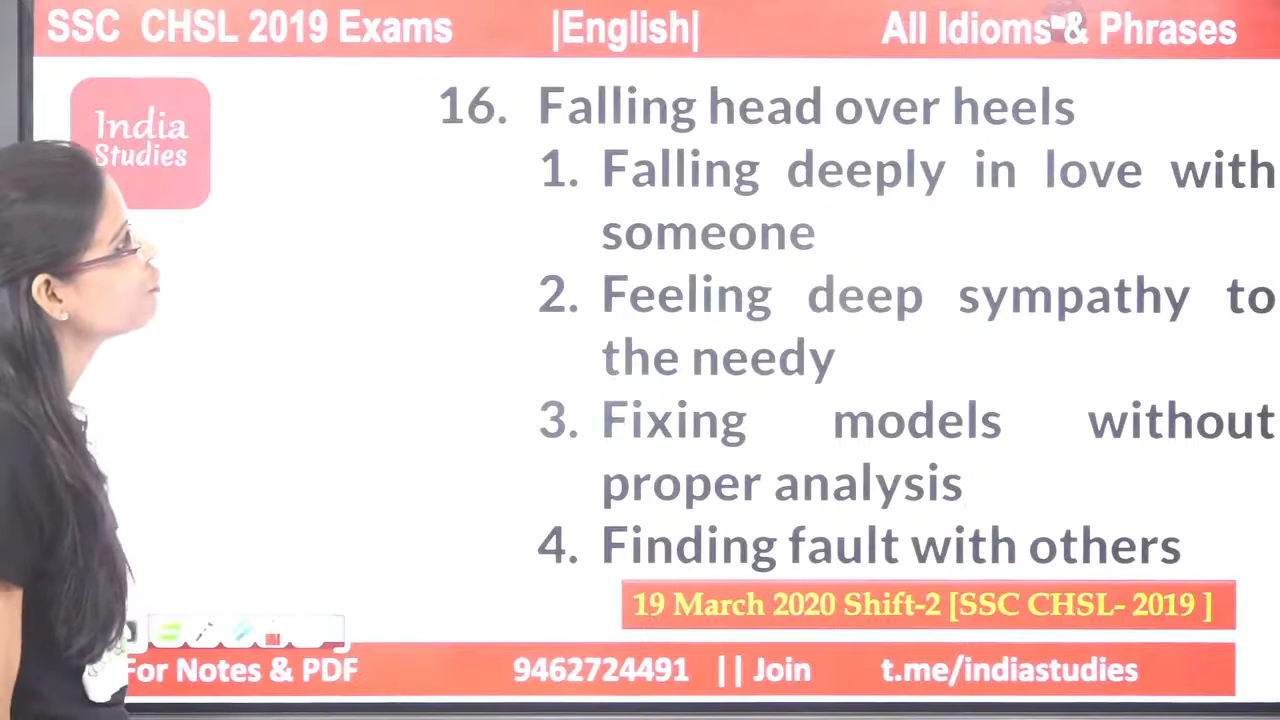 SSC CHSL 2019 Exams |English| All Idioms & Phrases
India
Studies
16. Falling head over heels
1. Falling deeply in love with
someone
2. Feeling deep sympathy to
the needy
3. Fixing models without
proper analysis
4. Finding fault with others
19 March 2020 Shift-2 [SSC CHSL- 2019 ]
For Notes & PDF 9462724491 || Join t.me/indiastudies